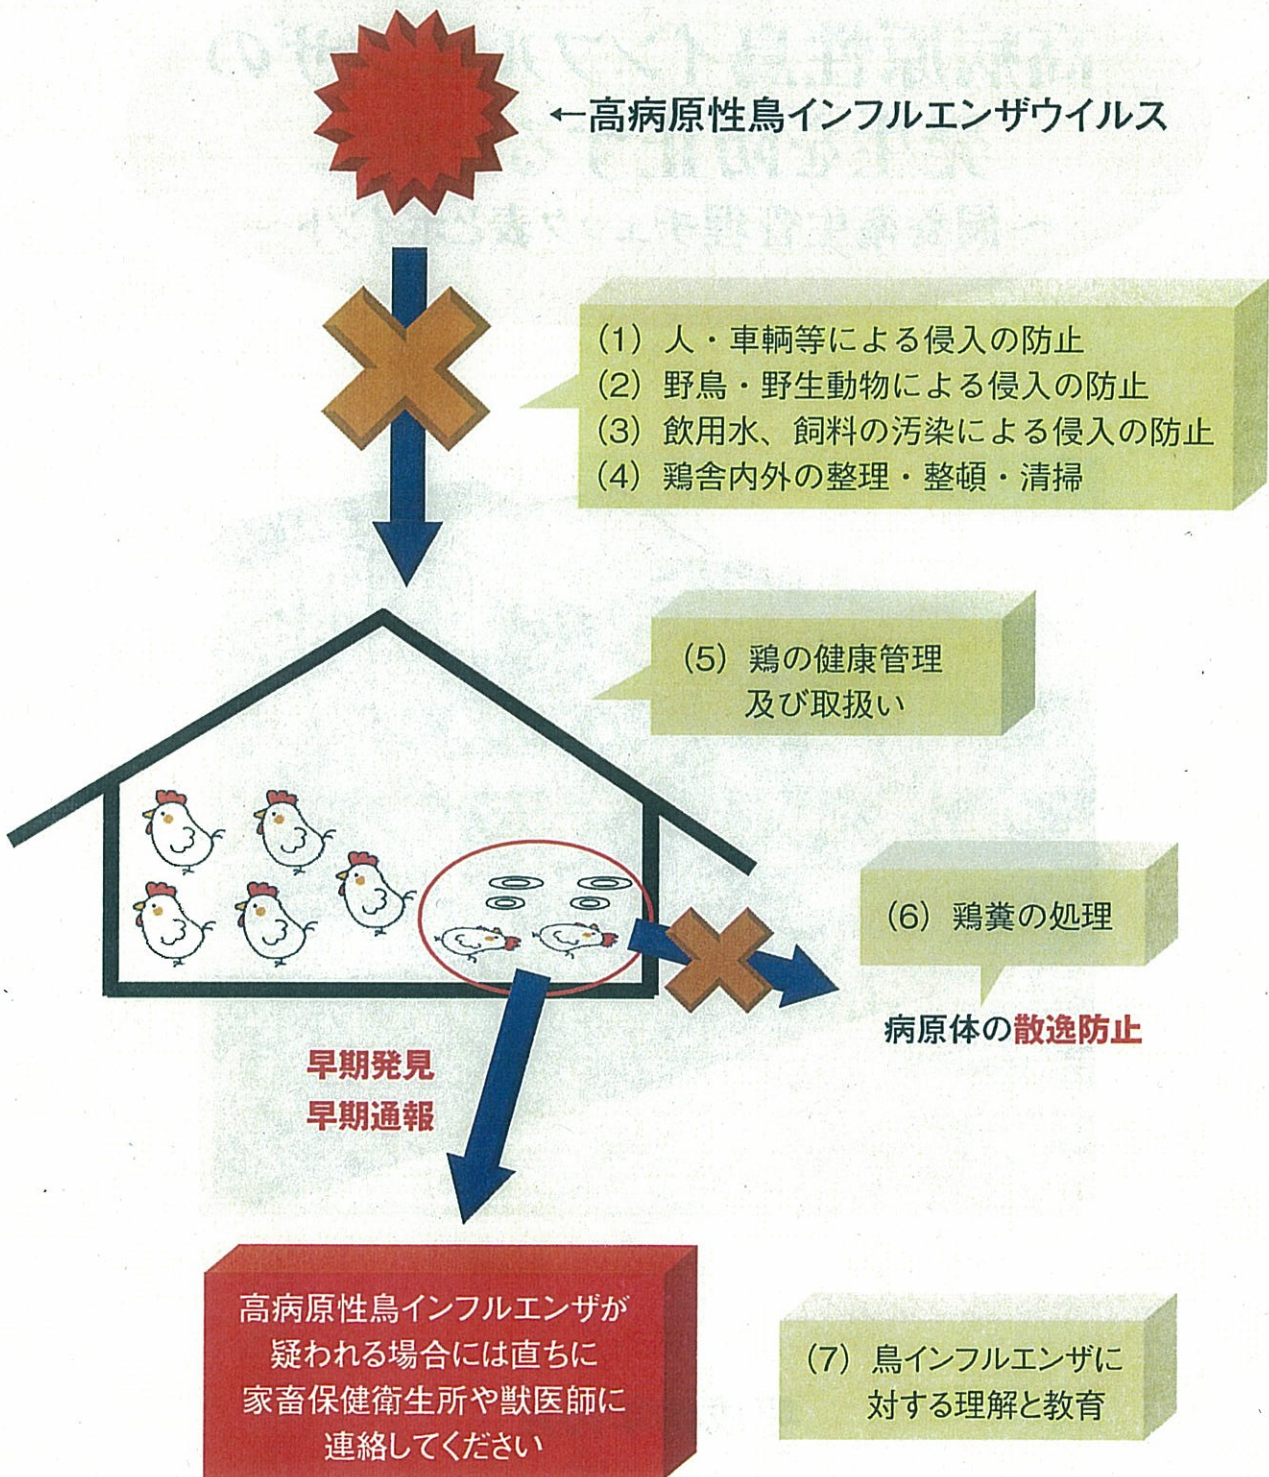 ←高病原性鳥インフルエンザウイルス
(1) 人・車輌等による侵入の防止
(2) 野鳥・野生動物による侵入の防止
(3) 飲用水、飼料の汚染による侵入の防止
(4) 鶏舎内外の整理・整頓・清掃
(5) 鶏の健康管理
及び取扱い
(6) 鶏糞の処理
病原体の散逸防止
早期発見
早期通報
高病原性鳥インフルエンザが
疑われる場合には直ちに
家畜保健衛生所や獣医師に
連絡してください
(7) 鳥インフルエンザに
対する理解と教育